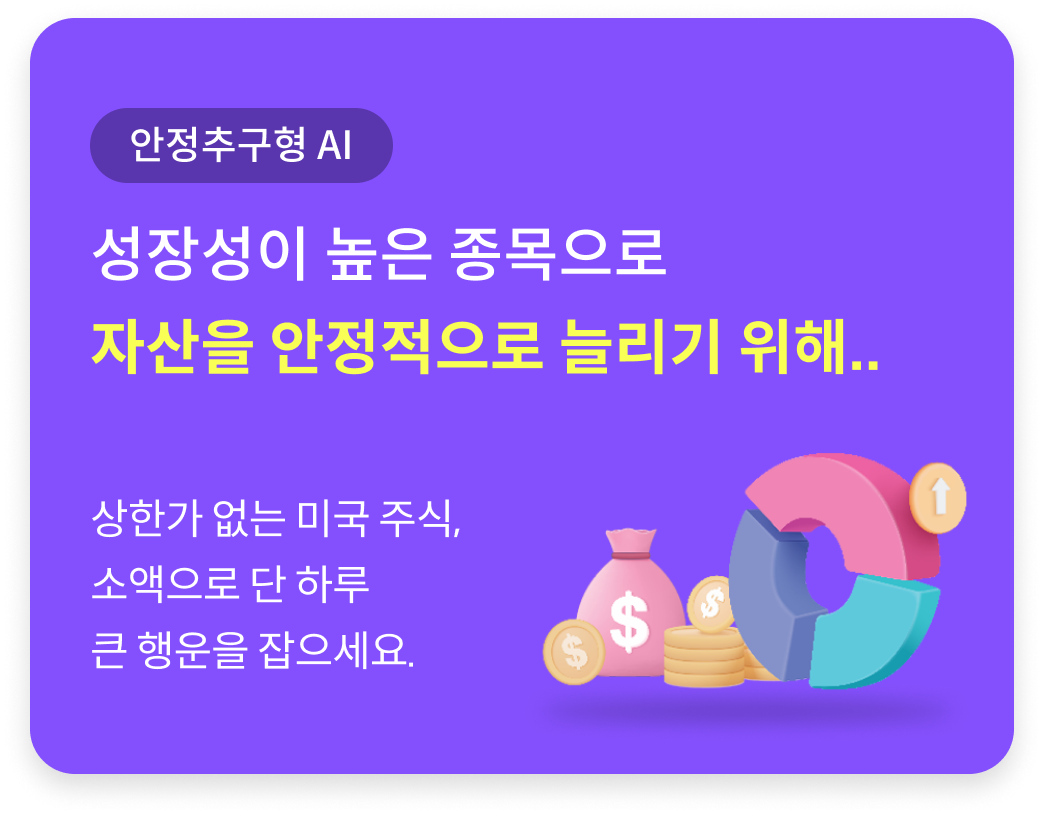 안정추구형 AI
성장성이 높은 종목으로
자산을 안정적으로 늘리기 위해..
상한가 없는 미국 주식,
소액으로 단 하루
큰 행운을 잡으세요.
$
$
$